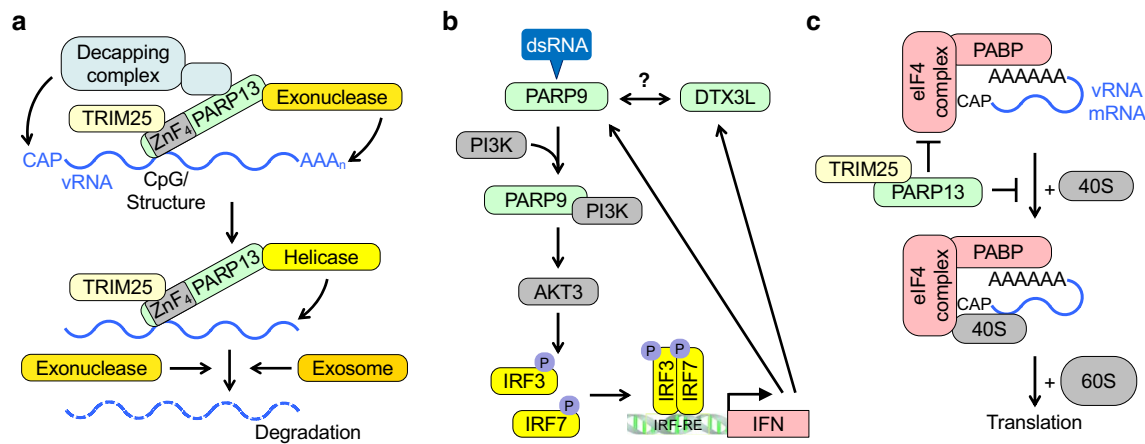 a
Decapping
complex
TRIM25
ZnF4
PARP13
Exonuclease
CAP
vRNA
CpG/
Structure
AAAn
TRIM25
ZnF4
PARP13
Helicase
Exonuclease
Exosome
Degradation
b
dsRNA
?
PARP9
DTX3L
PI3K
PARP9
PI3K
AKT3
P
IRF3
P
IRF7
P
P
IRF3
IRF7
IRF-RE
IFN
c
eIF4
complex
PABP
AAAAAA
CAP
vRNA
mRNA
TRIM25
PARP13
+
40S
eIF4
complex
PABP
AAAAAA
CAP
40S
+
60S
Translation